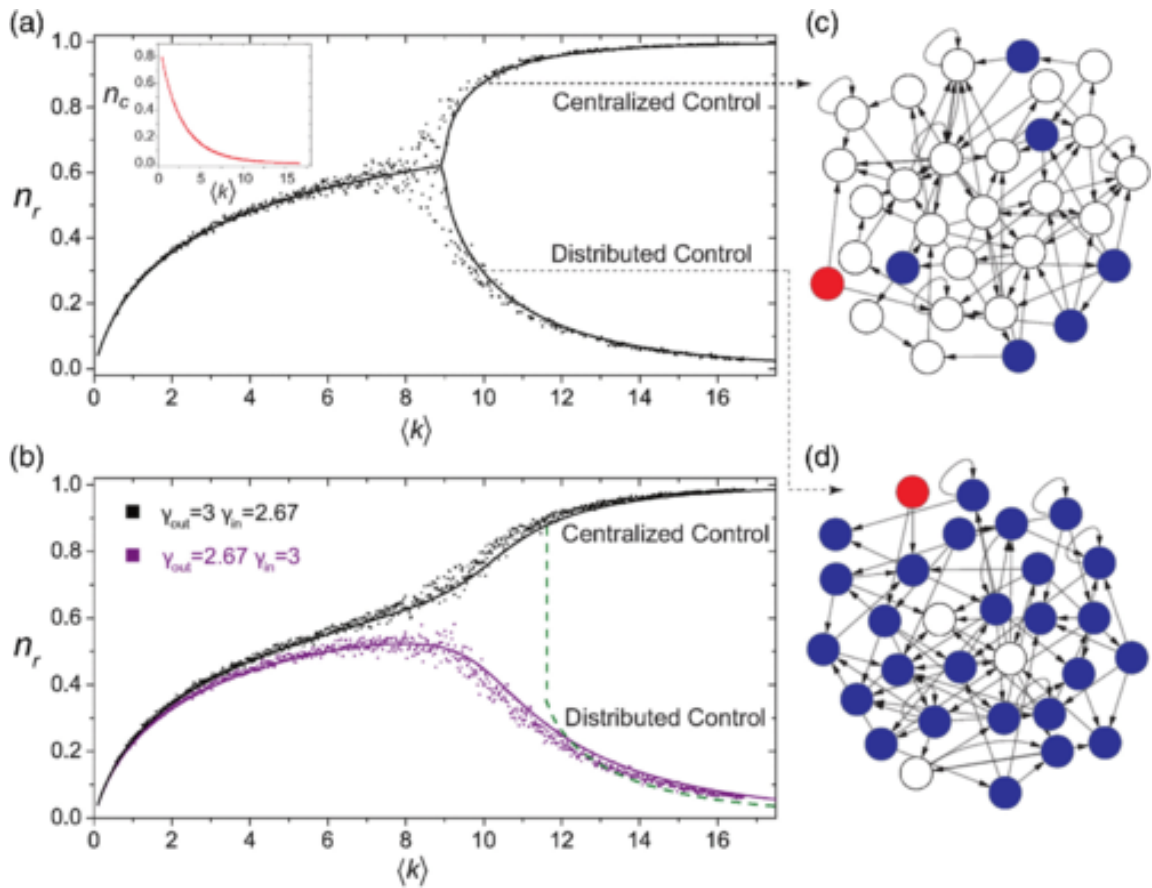 (a)
1.0
0.8
0.6
0.4
0.2
0.0
n_r
0.8
0.6
0.4
0.2
0.0
n_c
0 5 10 15
⟨k⟩
Centralized Control
Distributed Control
0 2 4 6 8 10 12 14 16
⟨k⟩
(c)
(b)
1.0
0.8
0.6
0.4
0.2
0.0
n_r
γ_out=3 γ_in=2.67
γ_out=2.67 γ_in=3
Centralized Control
Distributed Control
0 2 4 6 8 10 12 14 16
⟨k⟩
(d)